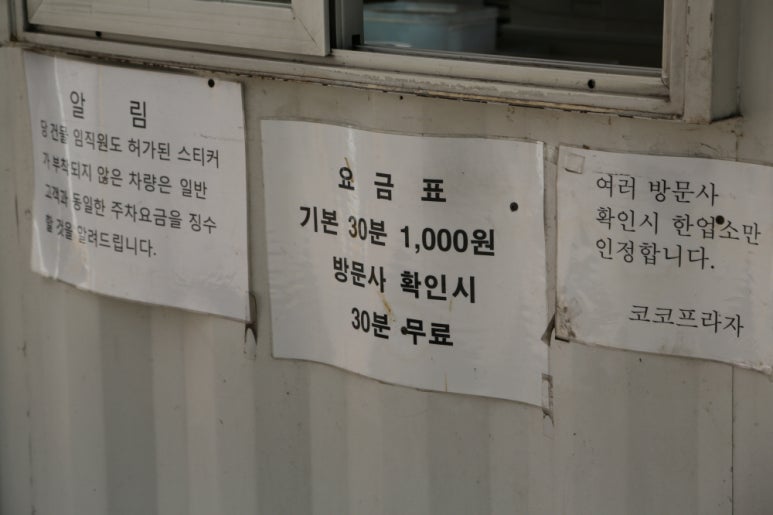 알 림
당 건물 임직원도 허가된 스티커
가 부착되지 않은 차량은 일반
고객과 동일한 주차요금을 징수
할 것을 알려드립니다.
요 금 표
기본 30분 1,000원
방문사 확인시
30분 무료
여러 방문사
확인시 한업소만
인정합니다.
코코프라자